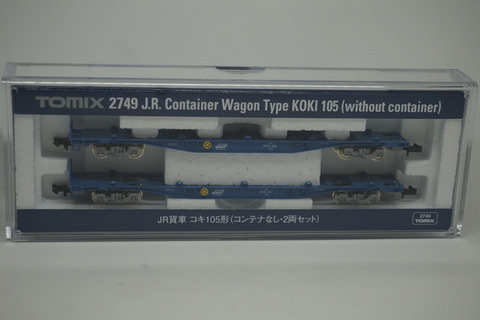 TOMIX 2749 J.R. Container Wagon Type KOKI 105 (without container)
JR貨車 コキ105形 (コンテナなし・2両セット)
2749
TOMIX